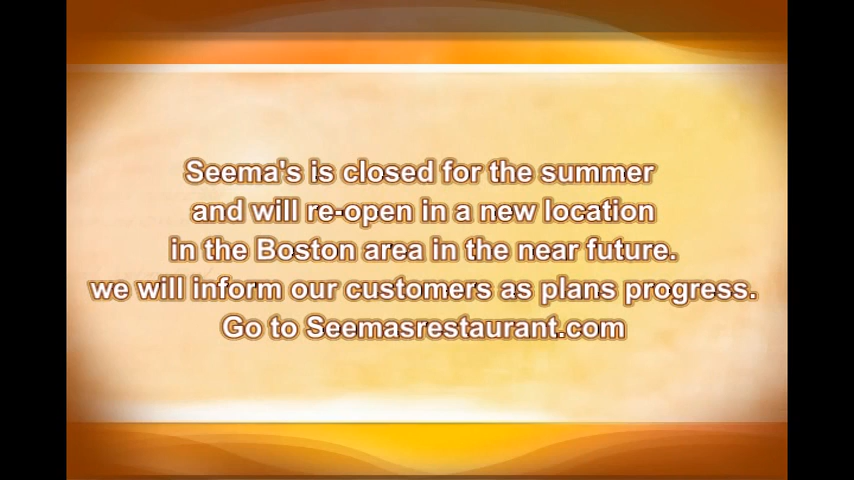 Seema's is closed for the summer
and will re-open in a new location
in the Boston area in the near future.
we will inform our customers as plans progress.
Go to Seemasrestaurant.com